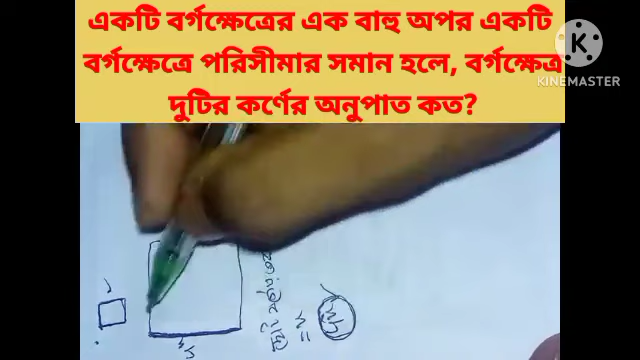 একটি বর্গক্ষেত্রের এক বাহু অপর একটি
বর্গক্ষেত্রে পরিসীমার সমান হলে, বর্গক্ষেত্র
দুটির কর্ণের অনুপাত কত?
KINEMASTER